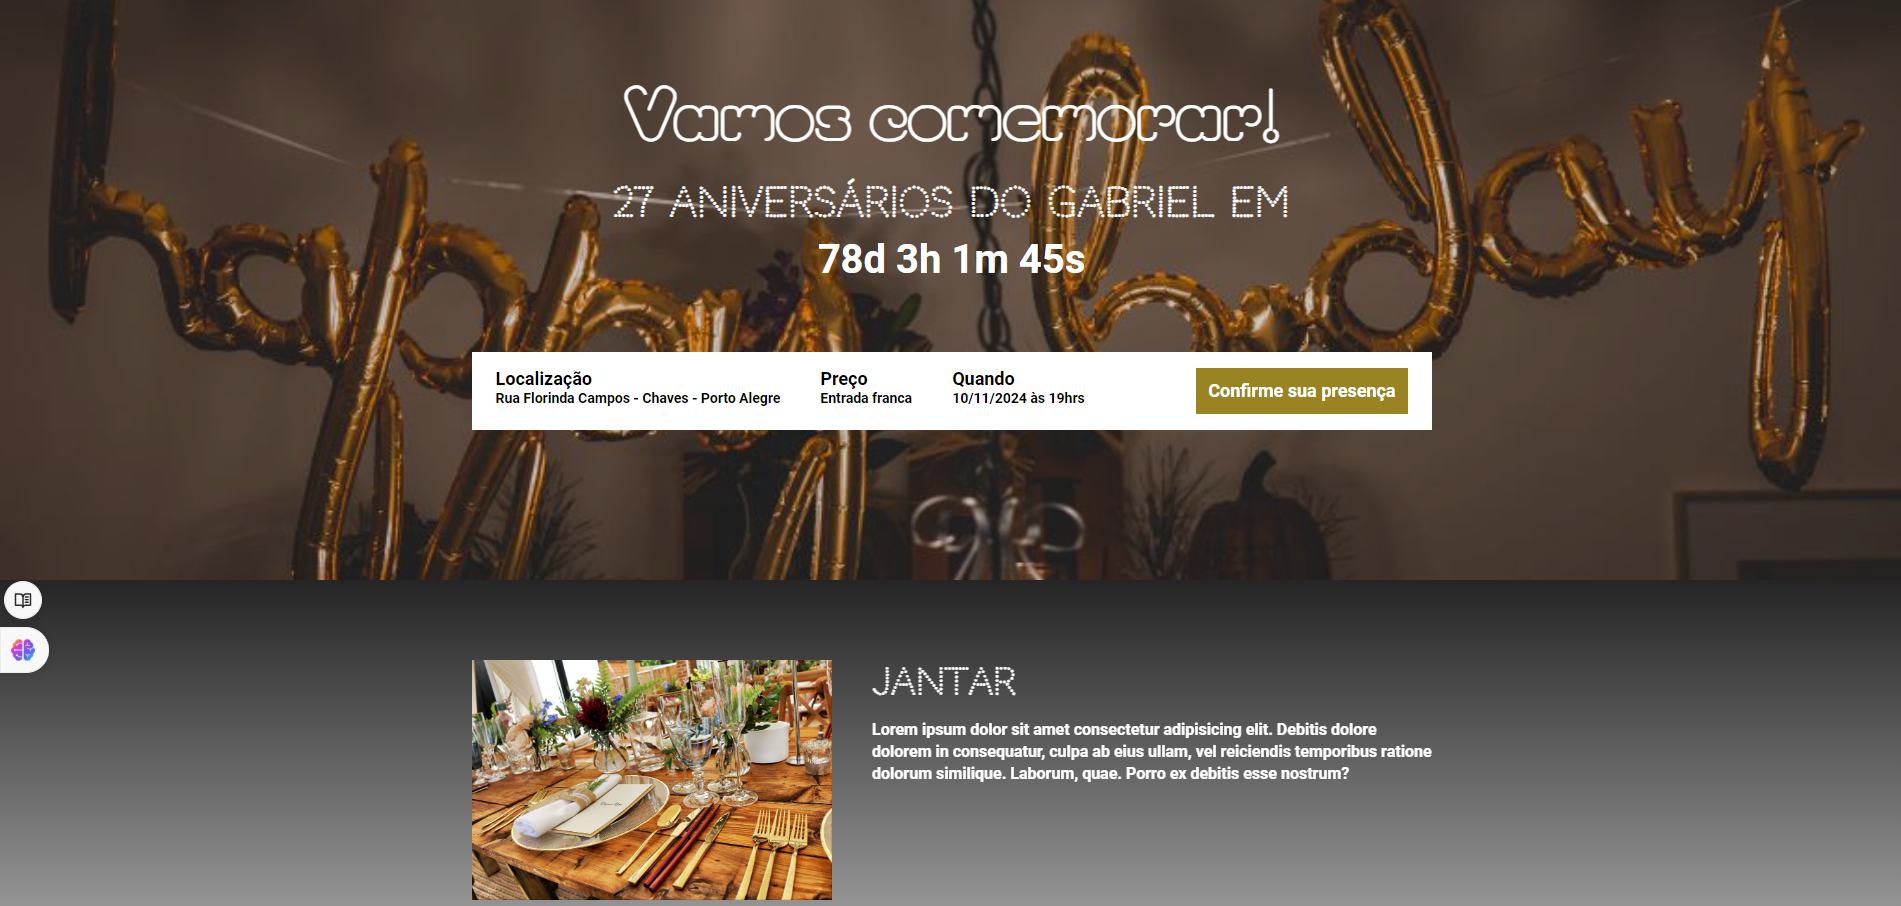 Vamos comemorar!
27 ANIVERSÁRIOS DO GABRIEL EM
78d 3h 1m 45s
Localização
Rua Florinda Campos - Chaves - Porto Alegre
Preço
Entrada franca
Quando
10/11/2024 às 19hrs
Confirme sua presença
JANTAR
Lorem ipsum dolor sit amet consectetur adipisicing elit. Debitis dolore
dolorem in consequatur, culpa ab eius ullam, vel reiciendis temporibus ratione
dolorum similique. Laborum, quae. Porro ex debitis esse nostrum?
happy b-day